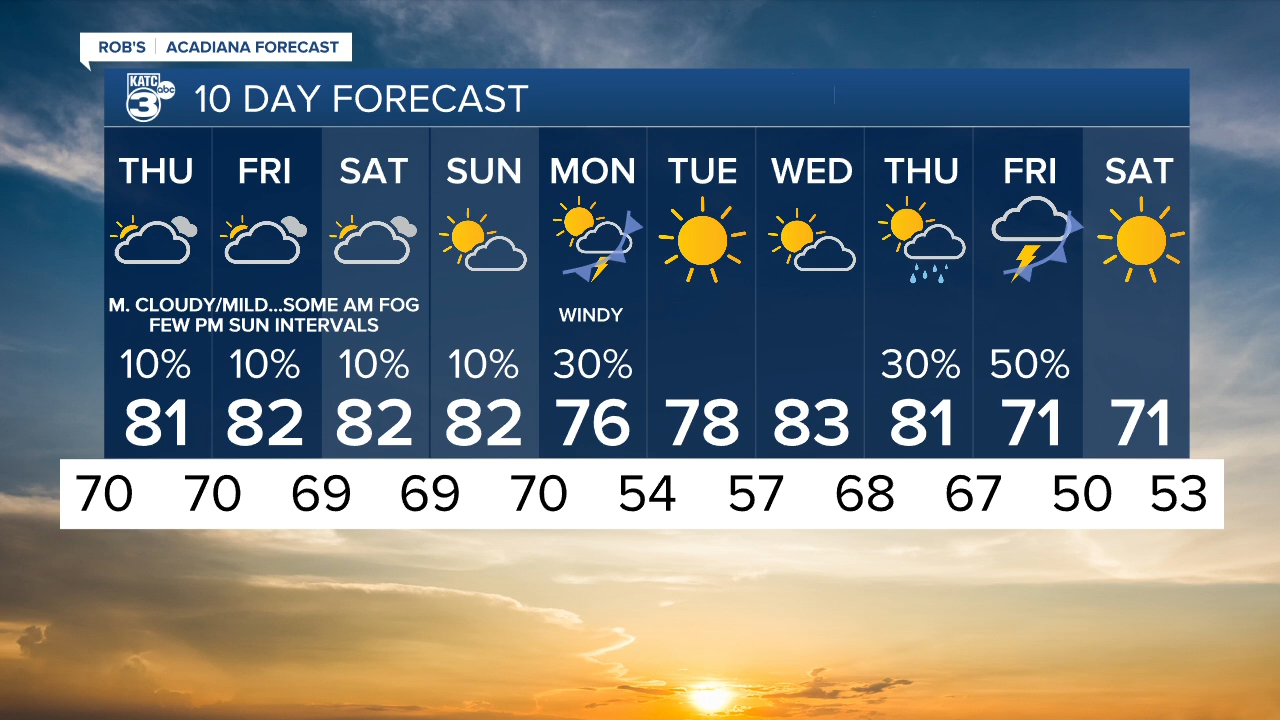 ROB'S ACADIANA FORECAST
KATC
abc
3
10 DAY FORECAST
THU FRI SAT SUN MON TUE WED THU FRI SAT
M. CLOUDY/MILD...SOME AM FOG
FEW PM SUN INTERVALS
WINDY
10% 10% 10% 10% 30% 30% 50%
81 82 82 82 76 78 83 81 71 71
70 70 69 69 70 54 57 68 67 50 53